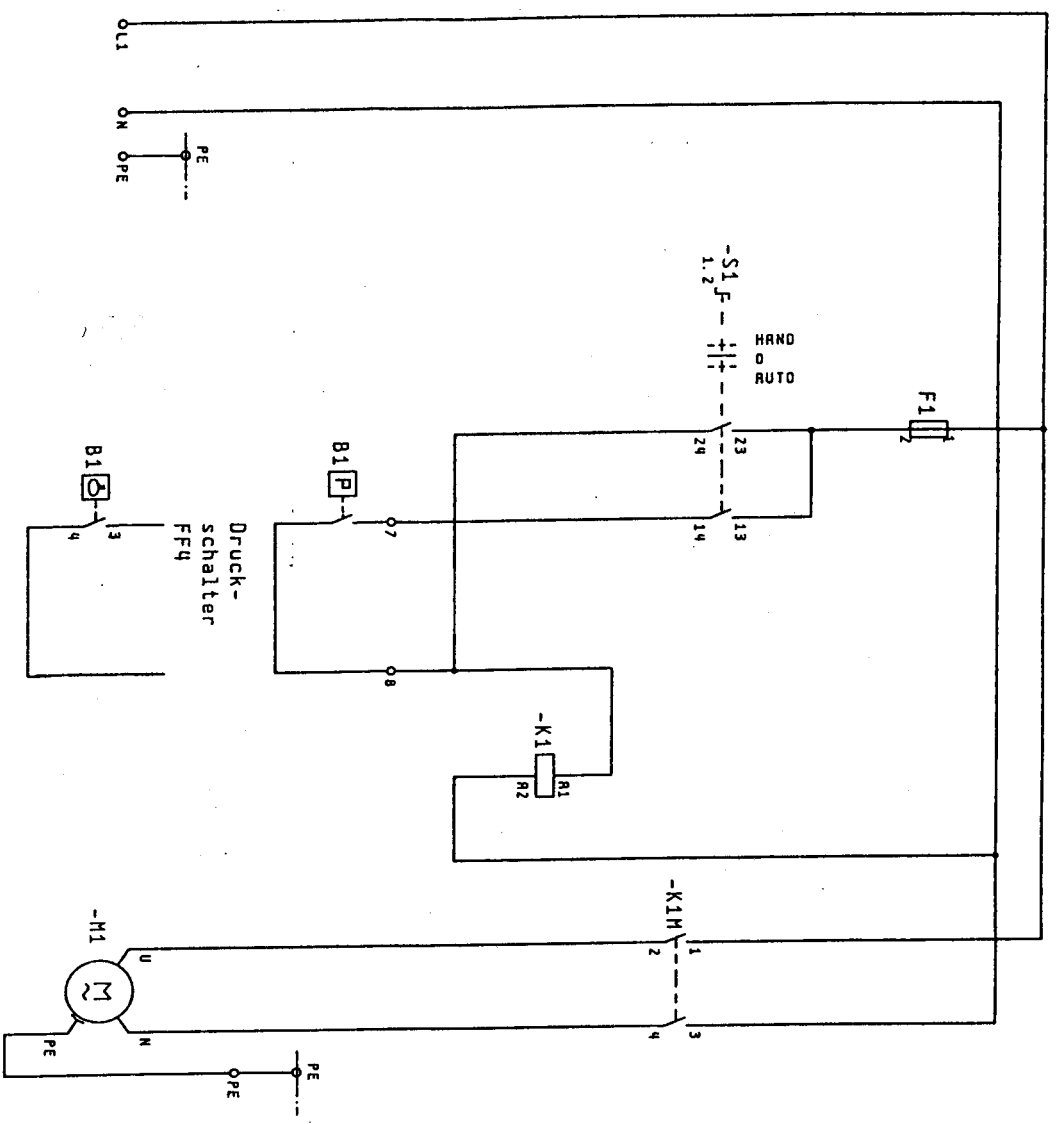 L1
N
PE
PE
-S1
1.2
HAND
0
AUTO
F1
1
2
23
24
13
14
B1
P
7
8
B1
3
4
Druck-
schalter
FF4
-K1
A1
A2
-K1M
1
2
3
4
-M1
M
~
U
N
PE
PE
PE